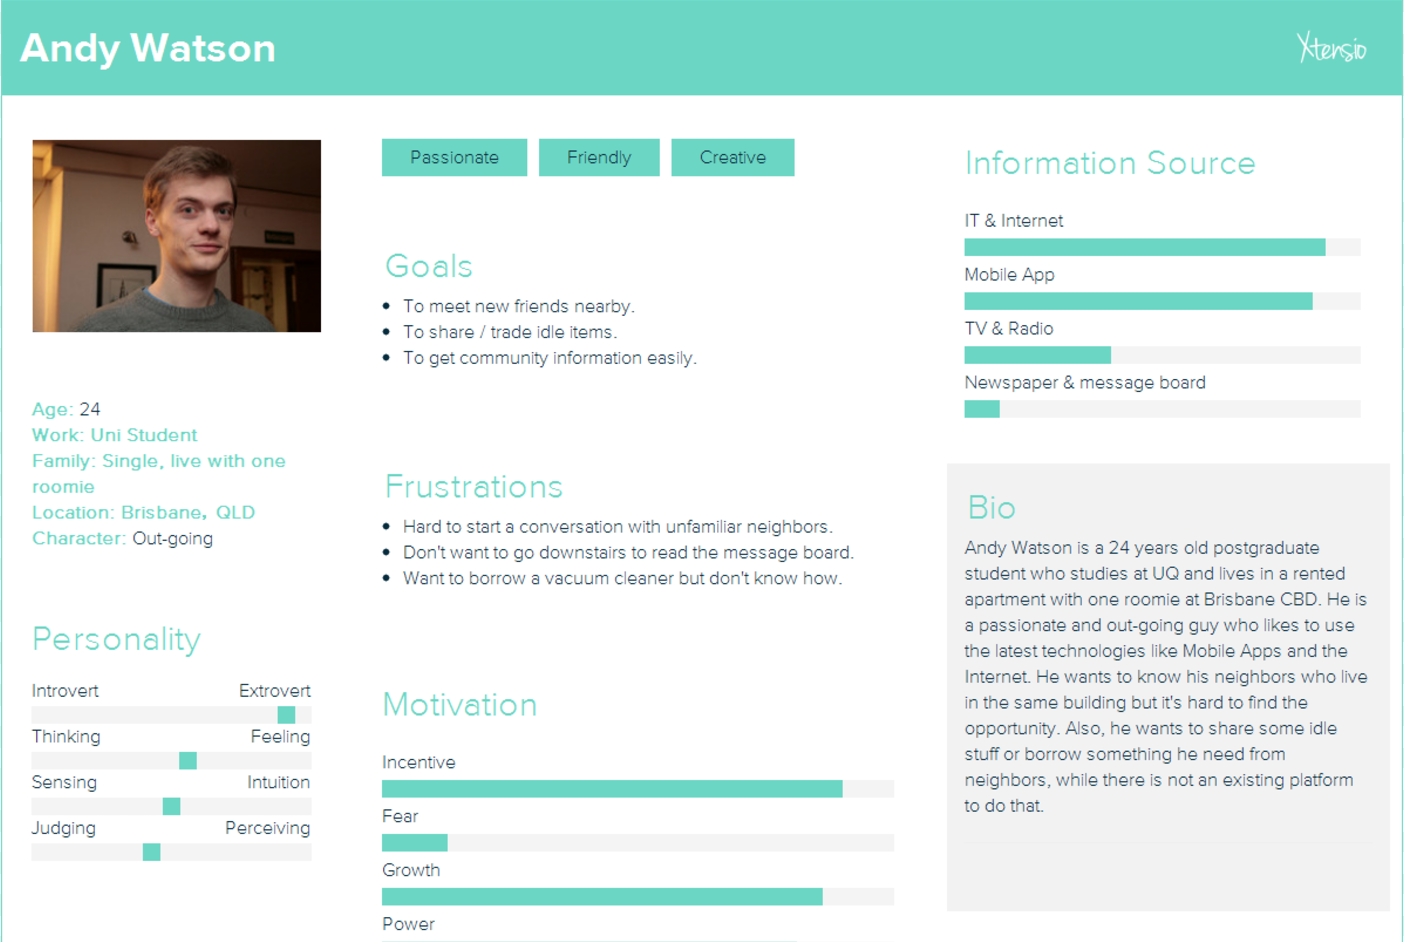 Andy Watson
Xtensio
Age: 24
Work: Uni Student
Family: Single, live with one
roomie
Location: Brisbane, QLD
Character: Out-going
Personality
Introvert Extrovert
Thinking Feeling
Sensing Intuition
Judging Perceiving
Passionate
Friendly
Creative
Goals
• To meet new friends nearby.
• To share / trade idle items.
• To get community information easily.
Frustrations
• Hard to start a conversation with unfamiliar neighbors.
• Don't want to go downstairs to read the message board.
• Want to borrow a vacuum cleaner but don't know how.
Motivation
Incentive
Fear
Growth
Power
Information Source
IT & Internet
Mobile App
TV & Radio
Newspaper & message board
Bio
Andy Watson is a 24 years old postgraduate
student who studies at UQ and lives in a rented
apartment with one roomie at Brisbane CBD. He is
a passionate and out-going guy who likes to use
the latest technologies like Mobile Apps and the
Internet. He wants to know his neighbors who live
in the same building but it's hard to find the
opportunity. Also, he wants to share some idle
stuff or borrow something he need from
neighbors, while there is not an existing platform
to do that.